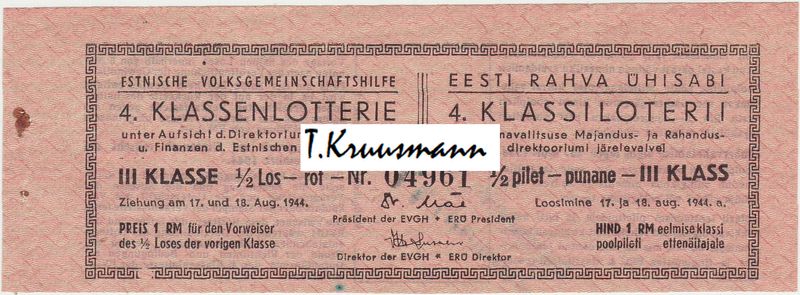 ESTNISCHE VOLKSGEMEINSCHAFTSHILFE
4. KLASSENLOTTERIE
unter Aufsicht d. Direktorium
u. Finanzen d. Estnischen
EESTI RAHVA ÜHISABI
4. KLASSILOTERII
navalitsuse Majandus- ja Rahandus-
direktoorlumi järelevalvel
T.Kruusmann
III KLASSE ½ Los – rot – Nr. 04961 ½ pilet – punane – III KLASS
Ziehung am 17. und 18. Aug. 1944.
Loosimine 17. ja 18. aug. 1944. a.
Präsident der EVGH + ERÜ President
PREIS 1 RM für den Vorweiser
des ½ Loses der vorigen Klasse
HIND 1 RM eelmise klassi
poolpileti ettenäitajale
Direktor der EVGH * ERÜ Direktor